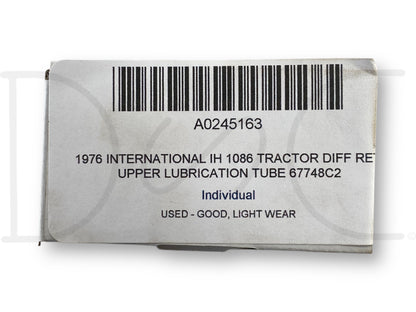 A0245163
1976 INTERNATIONAL IH 1086 TRACTOR DIFF RET
UPPER LUBRICATION TUBE 67748C2
Individual
USED - GOOD, LIGHT WEAR